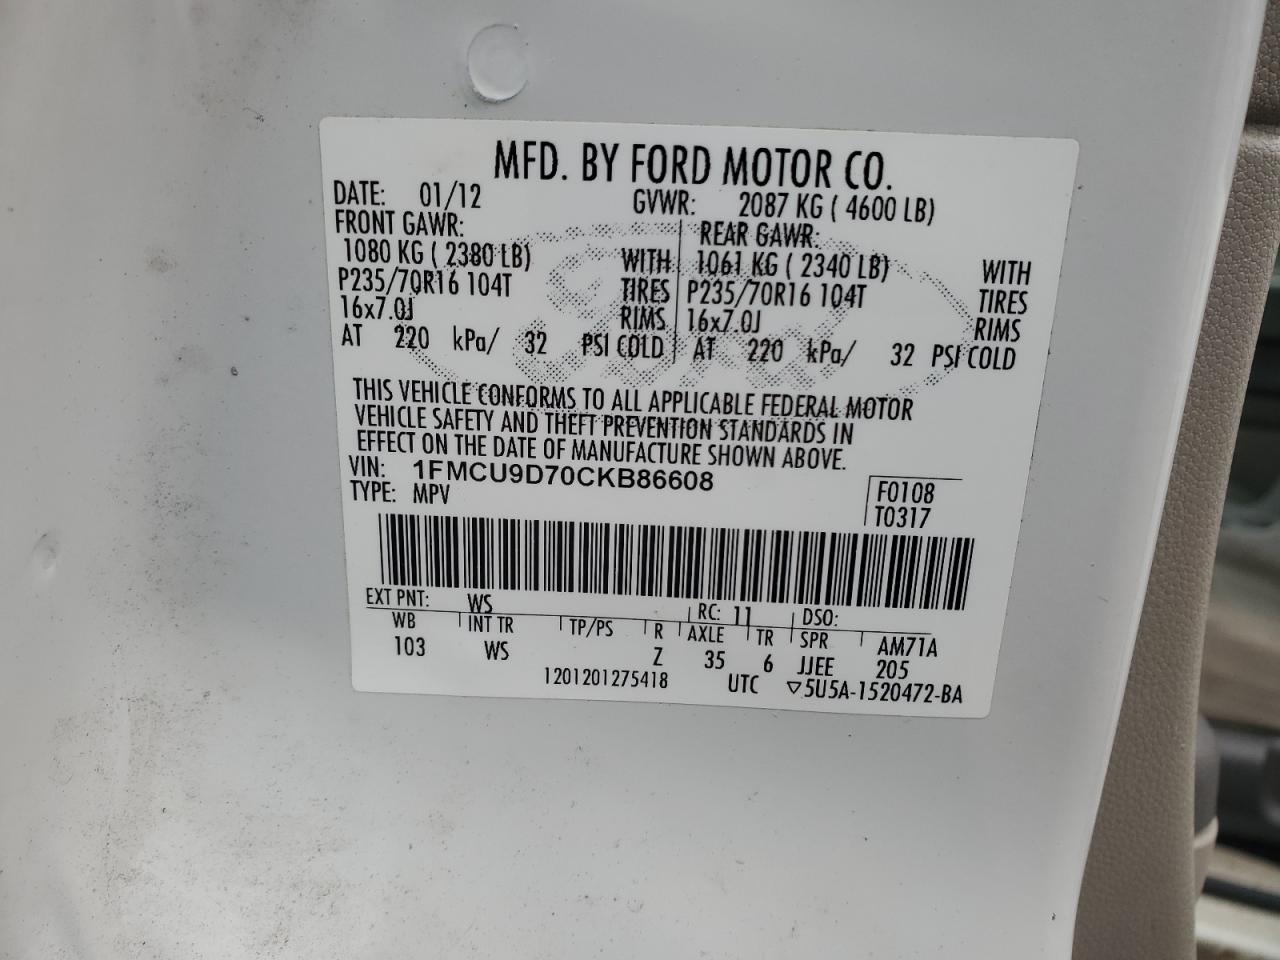 MFD. BY FORD MOTOR CO.
DATE: 01/12 GVWR: 2087 KG ( 4600 LB)
FRONT GAWR: REAR GAWR:
1080 KG ( 2380 LB) WITH 1061 KG ( 2340 LB) WITH
P235/70R16 104T TIRES P235/70R16 104T TIRES
16x7.0J RIMS 16x7.0J RIMS
AT 220 kPa/ 32 PSI COLD AT 220 kPa/ 32 PSI COLD
THIS VEHICLE CONFORMS TO ALL APPLICABLE FEDERAL MOTOR
VEHICLE SAFETY AND THEFT PREVENTION STANDARDS IN
EFFECT ON THE DATE OF MANUFACTURE SHOWN ABOVE.
VIN: 1FMCU9D70CKB86608
TYPE: MPV
F0108
T0317
EXT PNT: WS RC: 11 DSO:
WB INT TR TP/PS R AXLE TR SPR AM71A
103 WS Z 35 6 JJEE 205
1201201275418 UTC ▽5U5A-1520472-BA